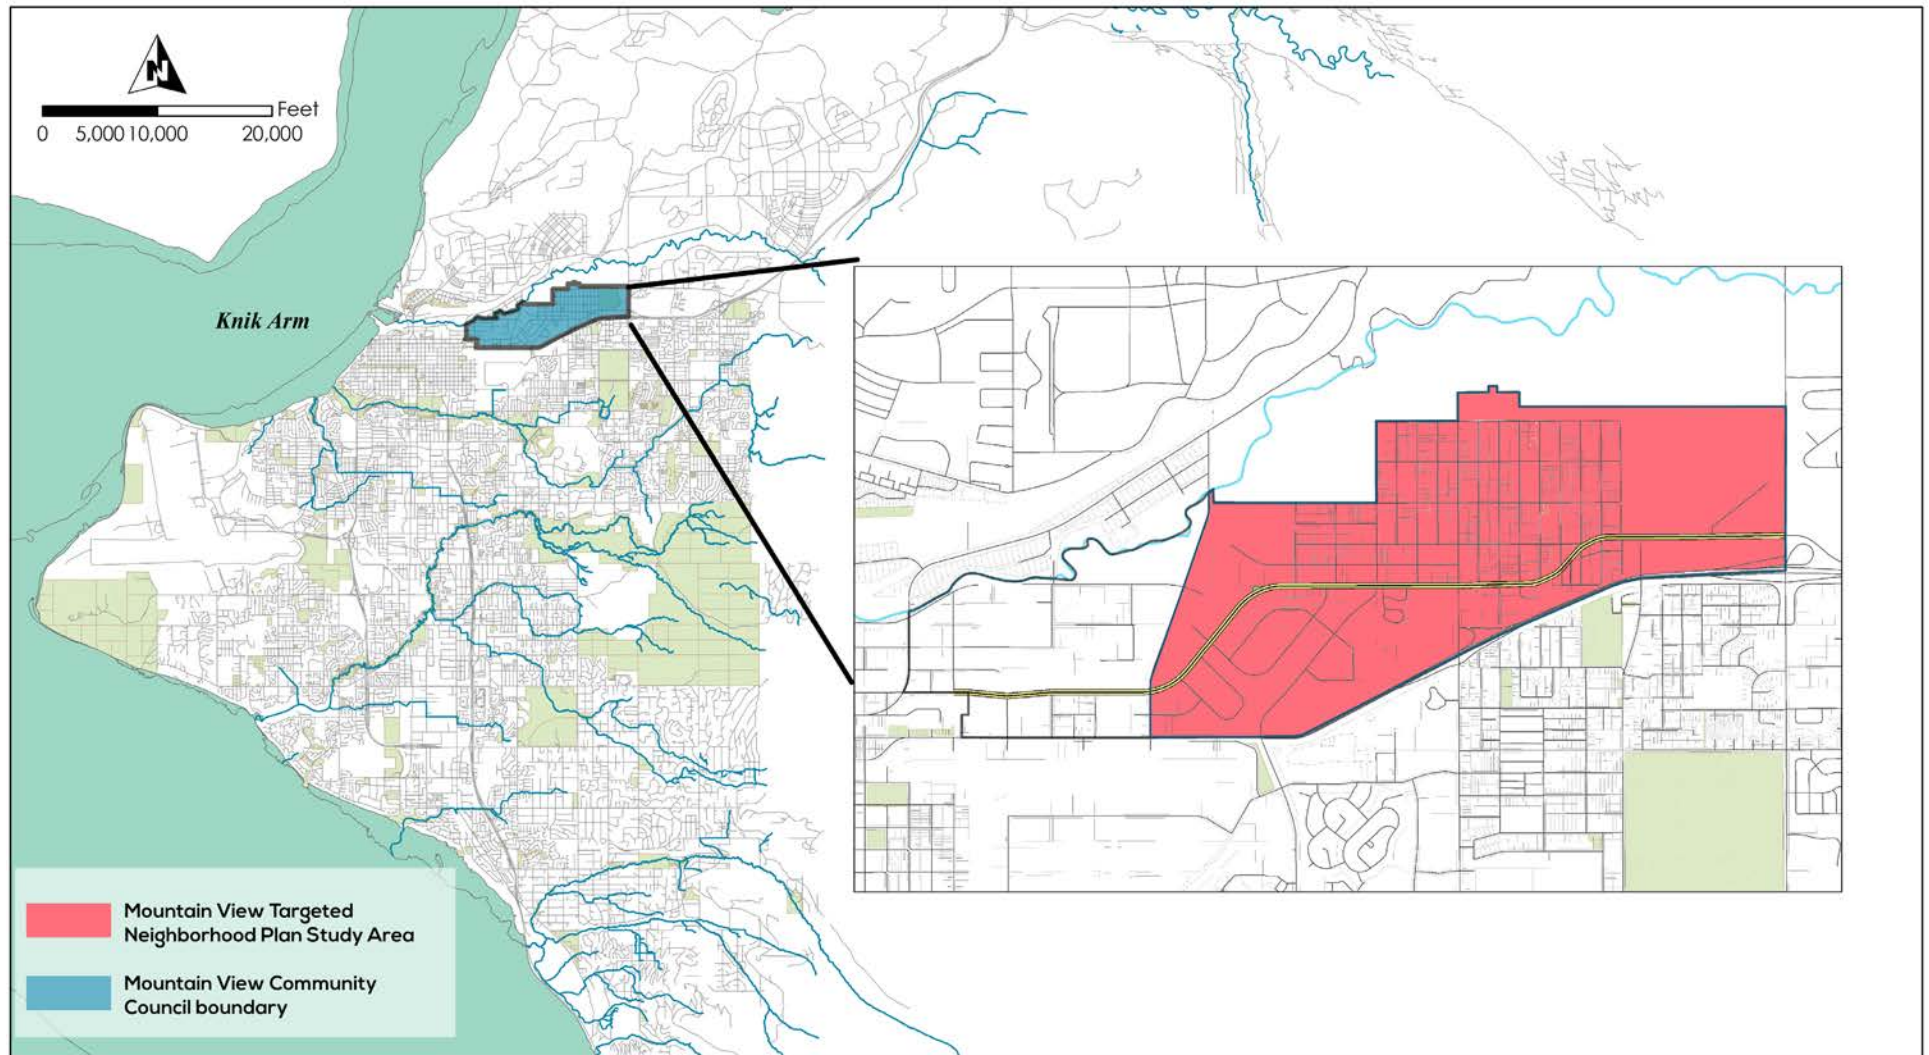 N
Feet
0 5,000 10,000 20,000
Knik Arm
Mountain View Targeted
Neighborhood Plan Study Area
Mountain View Community
Council boundary